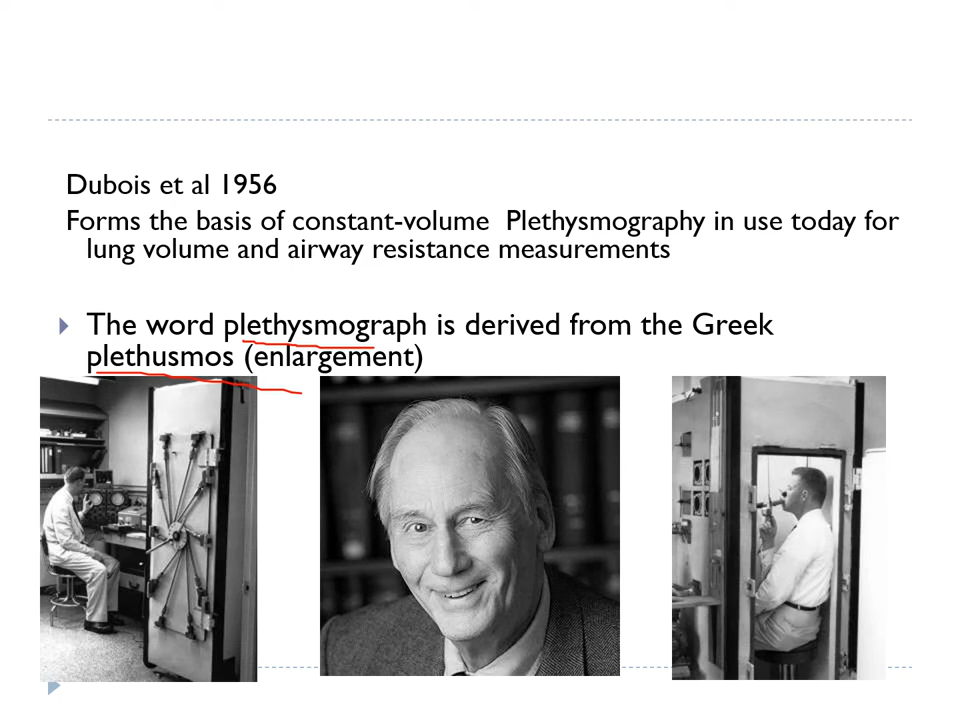 Dubois et al 1956
Forms the basis of constant-volume Plethysmography in use today for
lung volume and airway resistance measurements
The word plethysmograph is derived from the Greek
plethusmos (enlargement)